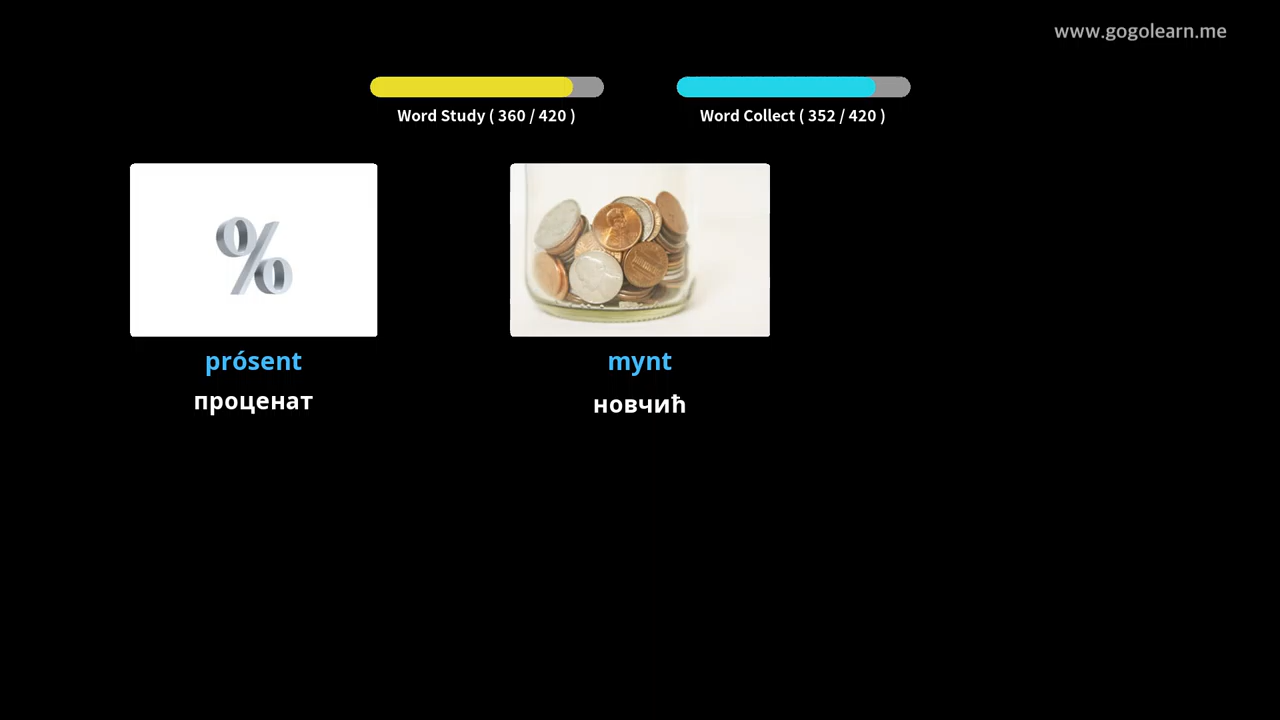 www.gogolearn.me
Word Study ( 360 / 420 )
Word Collect ( 352 / 420 )
%
prósent
mynt
проценат
новчић